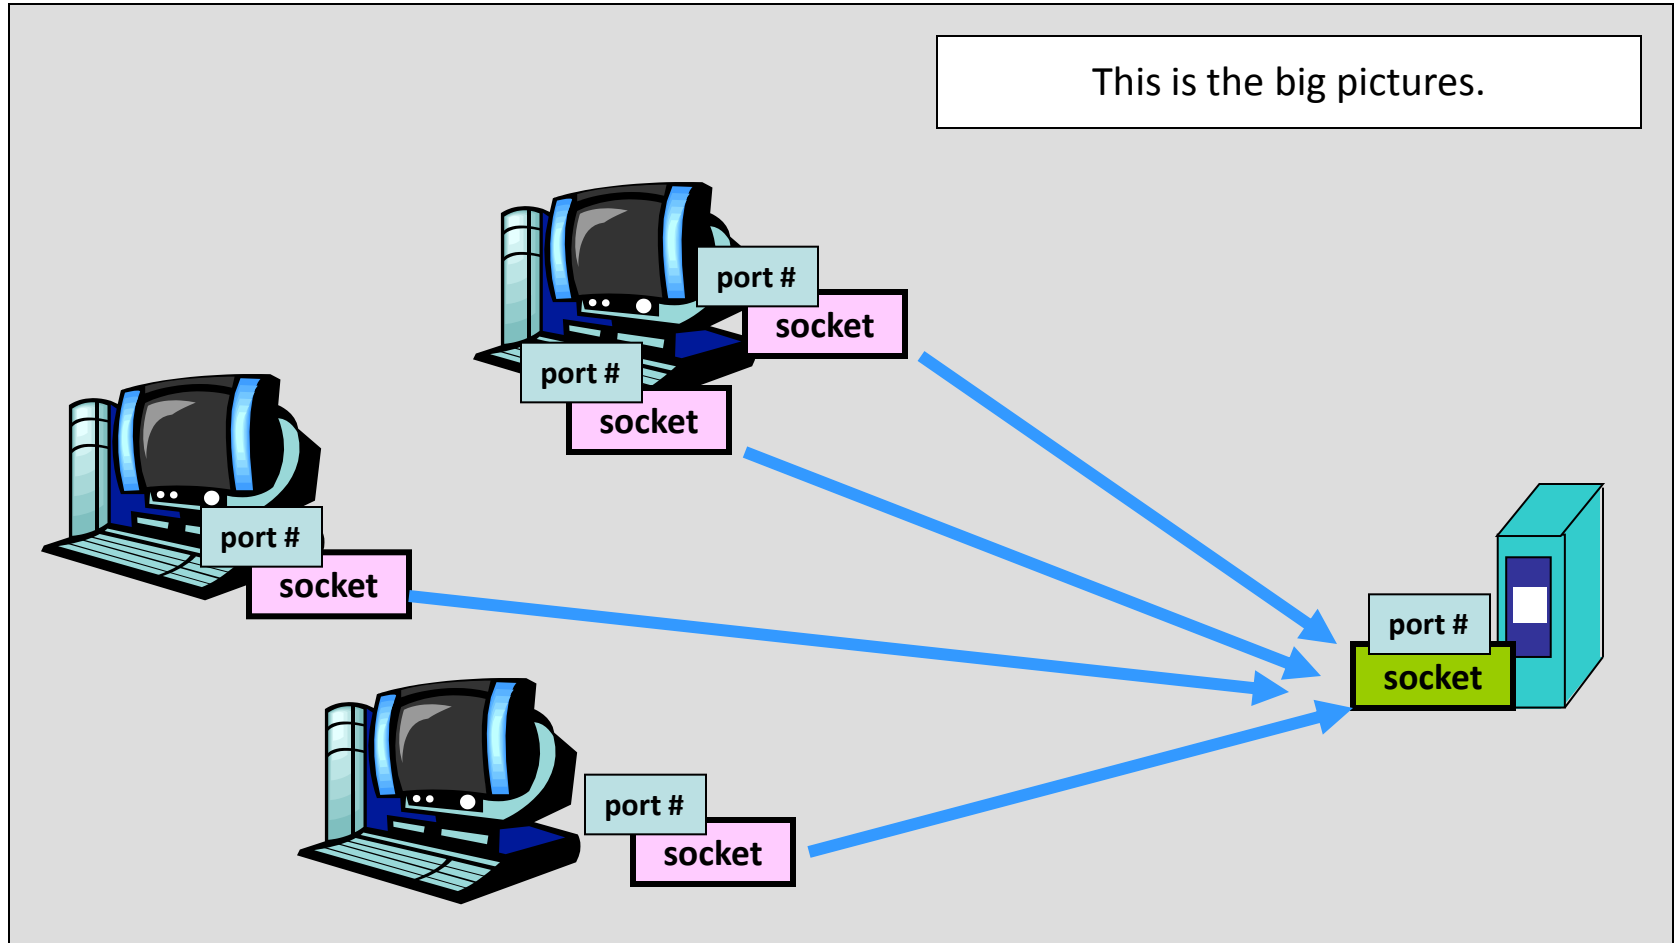 This is the big pictures.
port #
socket
port #
socket
port #
socket
port #
socket
port #
socket